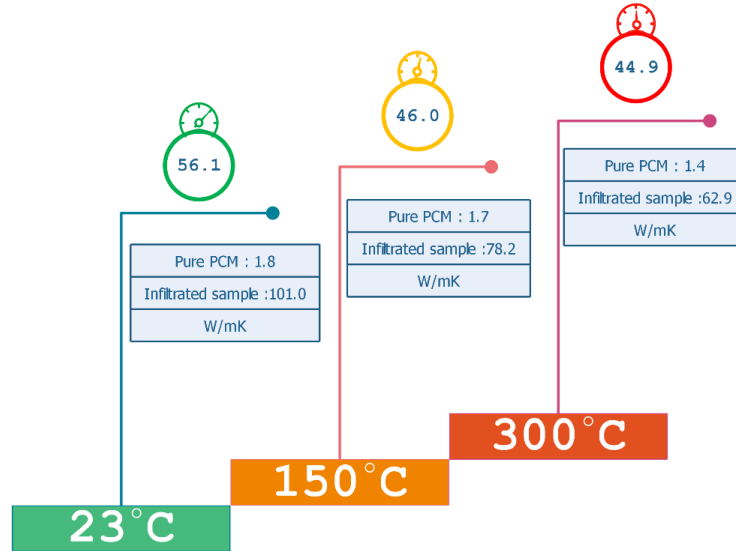 56.1
Pure PCM : 1.8
Infiltrated sample :101.0
W/mK
23°C
46.0
Pure PCM : 1.7
Infiltrated sample :78.2
W/mK
150°C
44.9
Pure PCM : 1.4
Infiltrated sample :62.9
W/mK
300°C